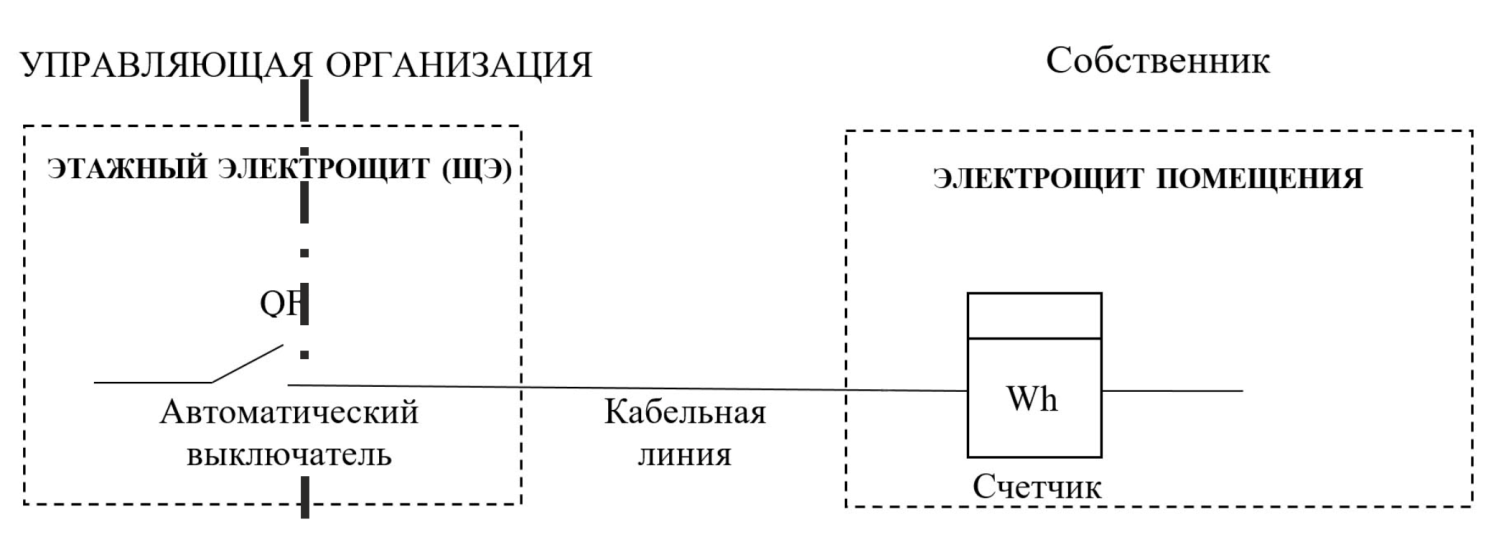 УПРАВЛЯЮЩАЯ ОРГАНИЗАЦИЯ
Собственник
ЭТАЖНЫЙ ЭЛЕКТРОЩИТ (ЩЭ)
ЭЛЕКТРОЩИТ ПОМЕЩЕНИЯ
QF
Автоматический
выключатель
Кабельная
линия
Wh
Счетчик